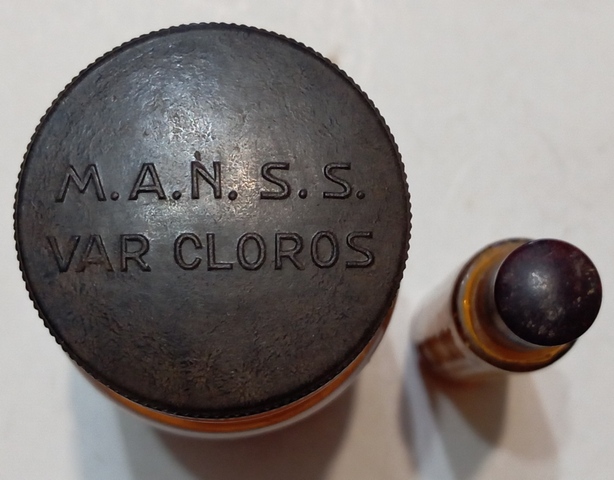 M.A.N. S. S.
VAR CLOROS